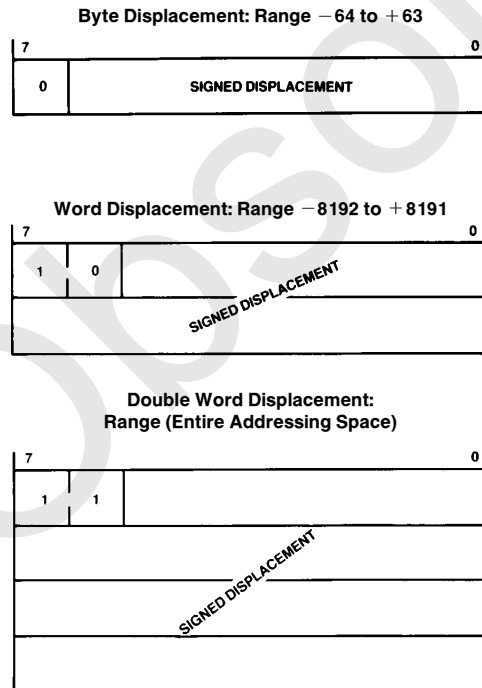 Byte Displacement: Range −64 to +63
7 0
0 SIGNED DISPLACEMENT
Word Displacement: Range −8192 to +8191
7 0
1 0
SIGNED DISPLACEMENT
Double Word Displacement:
Range (Entire Addressing Space)
7 0
1 1
SIGNED DISPLACEMENT